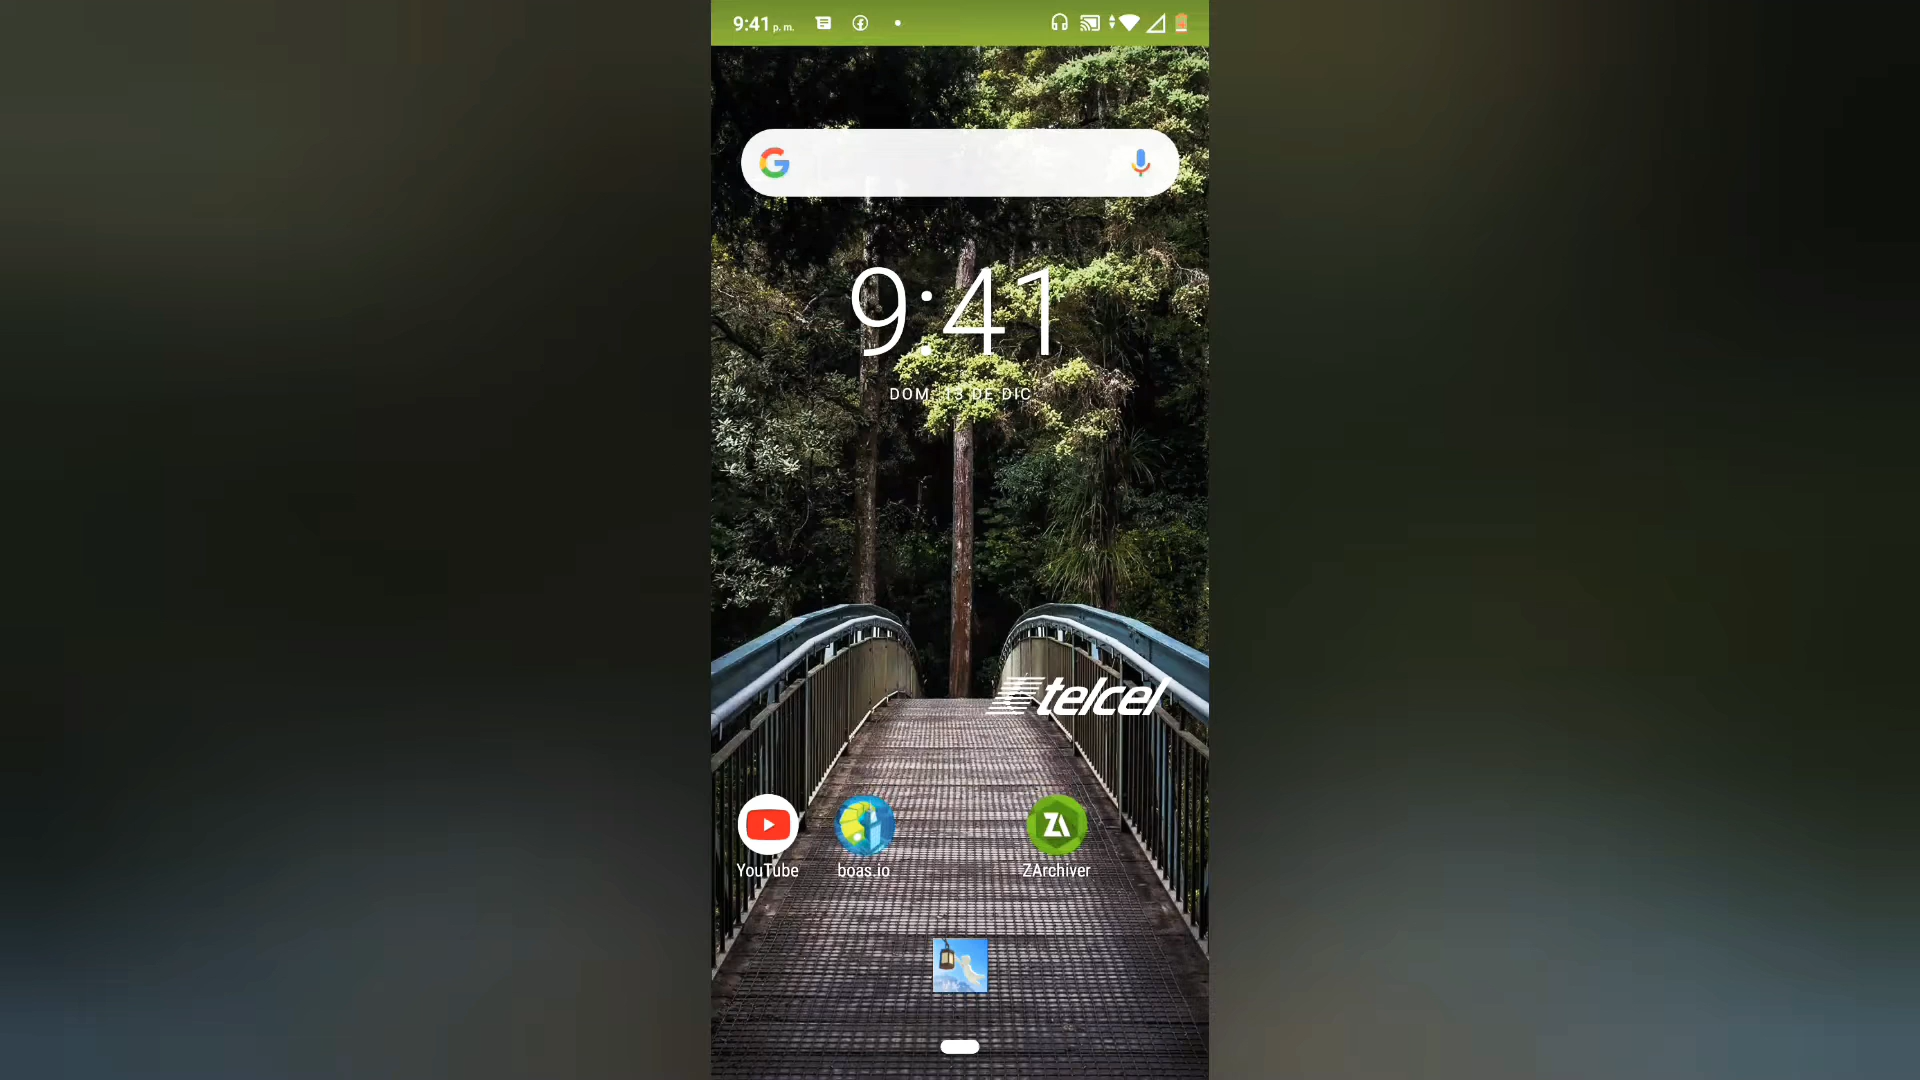 9:41 p. m.
9:41
DOM. 13 DE DIC.
telcel
YouTube
boas.io
ZArchiver